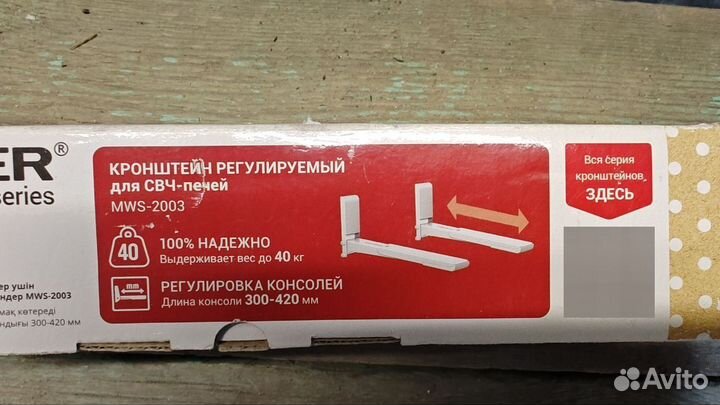 ER®
series
КРОНШТЕЙН РЕГУЛИРУЕМЫЙ
для СВЧ-печей
MWS-2003
40
100% НАДЕЖНО
Выдерживает вес до 40 кг
mm
РЕГУЛИРОВКА КОНСОЛЕЙ
Длина консоли 300-420 мм
Вся серия
кронштейнов
ЗДЕСЬ
ер үшін
ндер MWS-2003
мақ көтереді
ндығы 300-420 мм
Avito